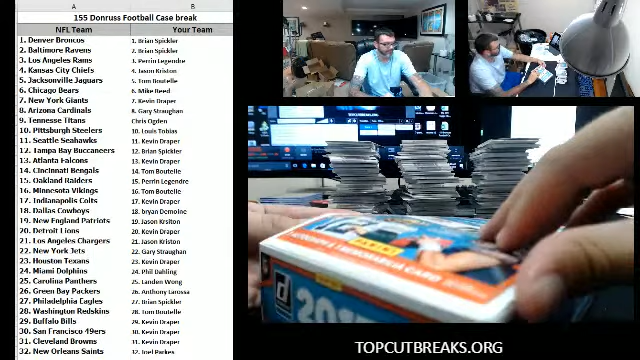 A B
155 Donruss Football Case break
NFL Team Your Team
1. Denver Broncos 1. Brian Spickler
2. Baltimore Ravens 2. Brian Spickler
3. Los Angeles Rams 3. Perrin Legendre
4. Kansas City Chiefs 4. Jason Kriston
5. Jacksonville Jaguars 5. Tom Boutelle
6. Chicago Bears 6. Mike Reed
7. New York Giants 7. Kevin Draper
8. Arizona Cardinals 8. Gary Straughan
9. Tennesse Titans Chris Ogden
10. Pittsburgh Steelers 10. Louis Tobias
11. Seattle Seahawks 11. Kevin Draper
12. Tampa Bay Buccaneers 12. Brian Spickler
13. Atlanta Falcons 13. Kevin Draper
14. Cincinnati Bengals 14. Tom Boutelle
15. Oakland Raiders 15. Perrin Legendre
16. Minnesota Vikings 16. Tom Boutelle
17. Indianapolis Colts 17. Kevin Draper
18. Dallas Cowboys 18. bryan Demoine
19. New England Patriots 19. Jason Krsiton
20. Detroit Lions 20. Kevin Draper
21. Los Angeles Chargers 21. Jason Kriston
22. New York Jets 22. Gary Straughan
23. Houston Texans 23. Kevin Draper
24. Miami Dolphins 24. Phil Dahling
25. Carolina Panthers 25. Landen Wong
26. Green Bay Packers 26. Anthony Larossa
27. Philadelphia Eagles 27. Brian Spickler
28. Washington Redskins 28. Tom Boutelle
29. Buffalo Bills 29. Kevin Draper
30. San Francisco 49ers 30. Kevin Draper
31. Cleveland Browns 31. Kevin Draper
32. New Orleans Saints 32. Joel Parkes
PANINI
AUTOGRAPH & MEMORABILIA CARD
201
TOPCUTBREAKS.ORG